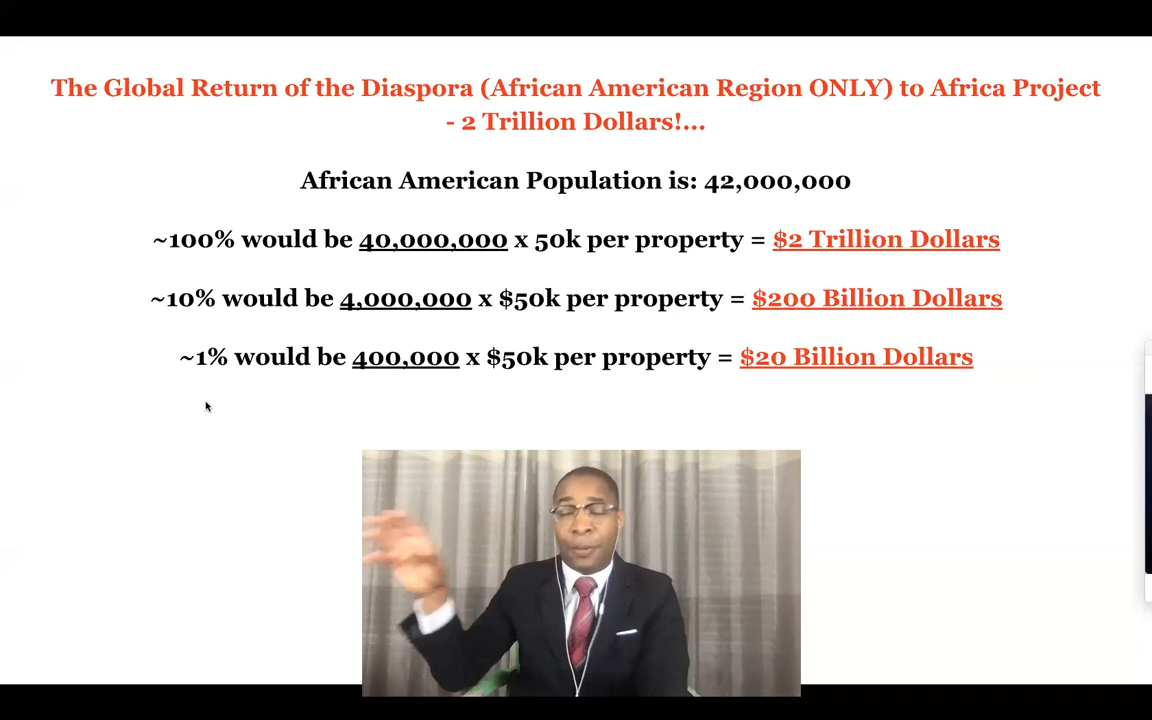 The Global Return of the Diaspora (African American Region ONLY) to Africa Project
- 2 Trillion Dollars!...
African American Population is: 42,000,000
~100% would be 40,000,000 x 50k per property = $2 Trillion Dollars
~10% would be 4,000,000 x $50k per property = $200 Billion Dollars
~1% would be 400,000 x $50k per property = $20 Billion Dollars